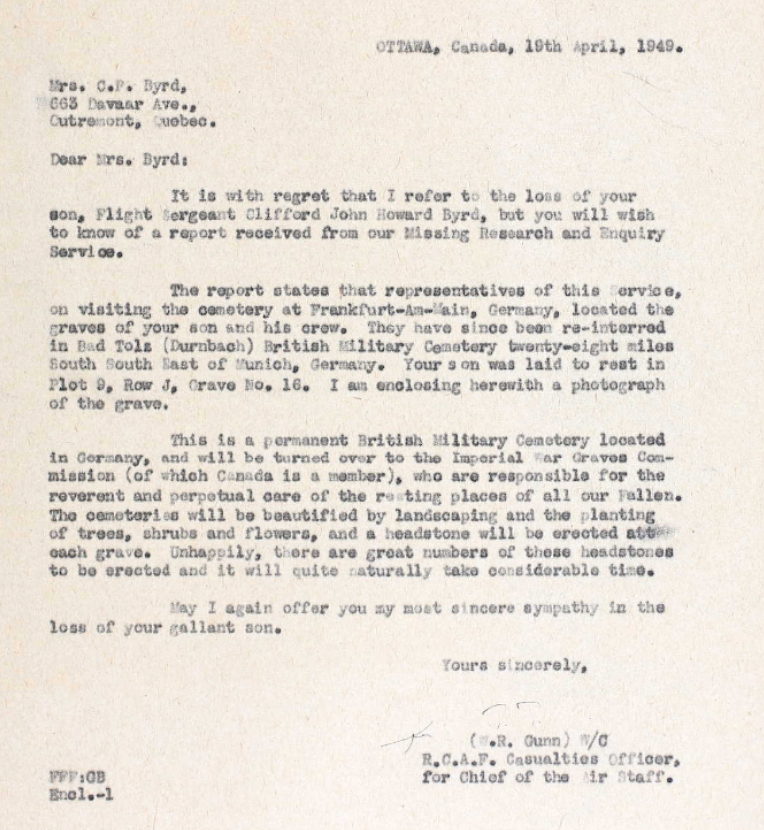 OTTAWA, Canada, 19th April, 1949.
Mrs. C.P. Byrd,
663 Davaar Ave.,
Outremont, Quebec.
Dear Mrs. Byrd:
It is with regret that I refer to the loss of your
son, Flight Sergeant Clifford John Howard Byrd, but you will wish
to know of a report received from our Missing Research and Enquiry
Service.
The report states that representatives of this Service,
on visiting the cemetery at Frankfurt-Am-Main, Germany, located the
graves of your son and his crew. They have since been re-interred
in Bad Tolz (Durnbach) British Military Cemetery twenty-eight miles
South South East of Munich, Germany. Your son was laid to rest in
Plot 9, Row J, Grave No. 16. I am enclosing herewith a photograph
of the grave.
This is a permanent British Military Cemetery located
in Germany, and will be turned over to the Imperial War Graves Com-
mission (of which Canada is a member), who are responsible for the
reverent and perpetual care of the resting places of all our Fallen.
The cemeteries will be beautified by landscaping and the planting
of trees, shrubs and flowers, and a headstone will be erected at
each grave. Unhappily, there are great numbers of these headstones
to be erected and it will quite naturally take considerable time.
May I again offer you my most sincere sympathy in the
loss of your gallant son.
Yours sincerely,
(W.R. Gunn) W/C
R.C.A.F. Casualties Officer,
for Chief of the Air Staff.
FFF:GB
Encl.-1